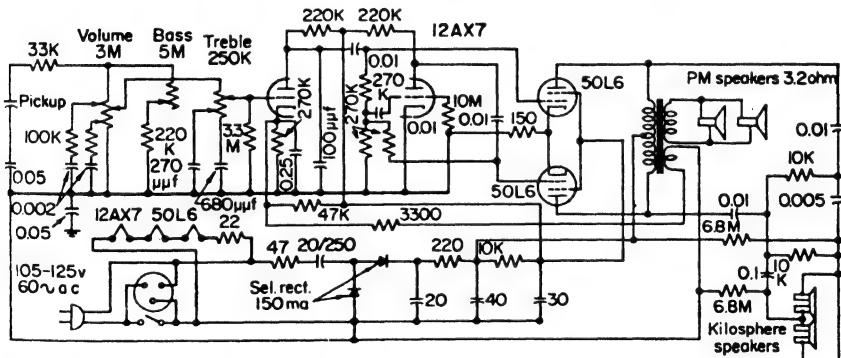 220K 220K 12AX7
Volume 3M
Bass 5M
Treble 250K
33K
0.01
50L6
PM speakers 3.2ohm
Pickup
270K
270 K
270K
10M
150
0.01
0.01
0.01
100K
220 K
33 M
0.25
100µµf
270 µµf
0.05
0.002
680µµf
0.05
50L6
10K
0.005
0.01
12AX7 50L6
22
47K
3300
6.8M
47
20/250
220
10K
105-125v
60~ac
Sel. rect. 150 ma
20
40
30
0.1
10 K
6.8M
Kilosphere speakers